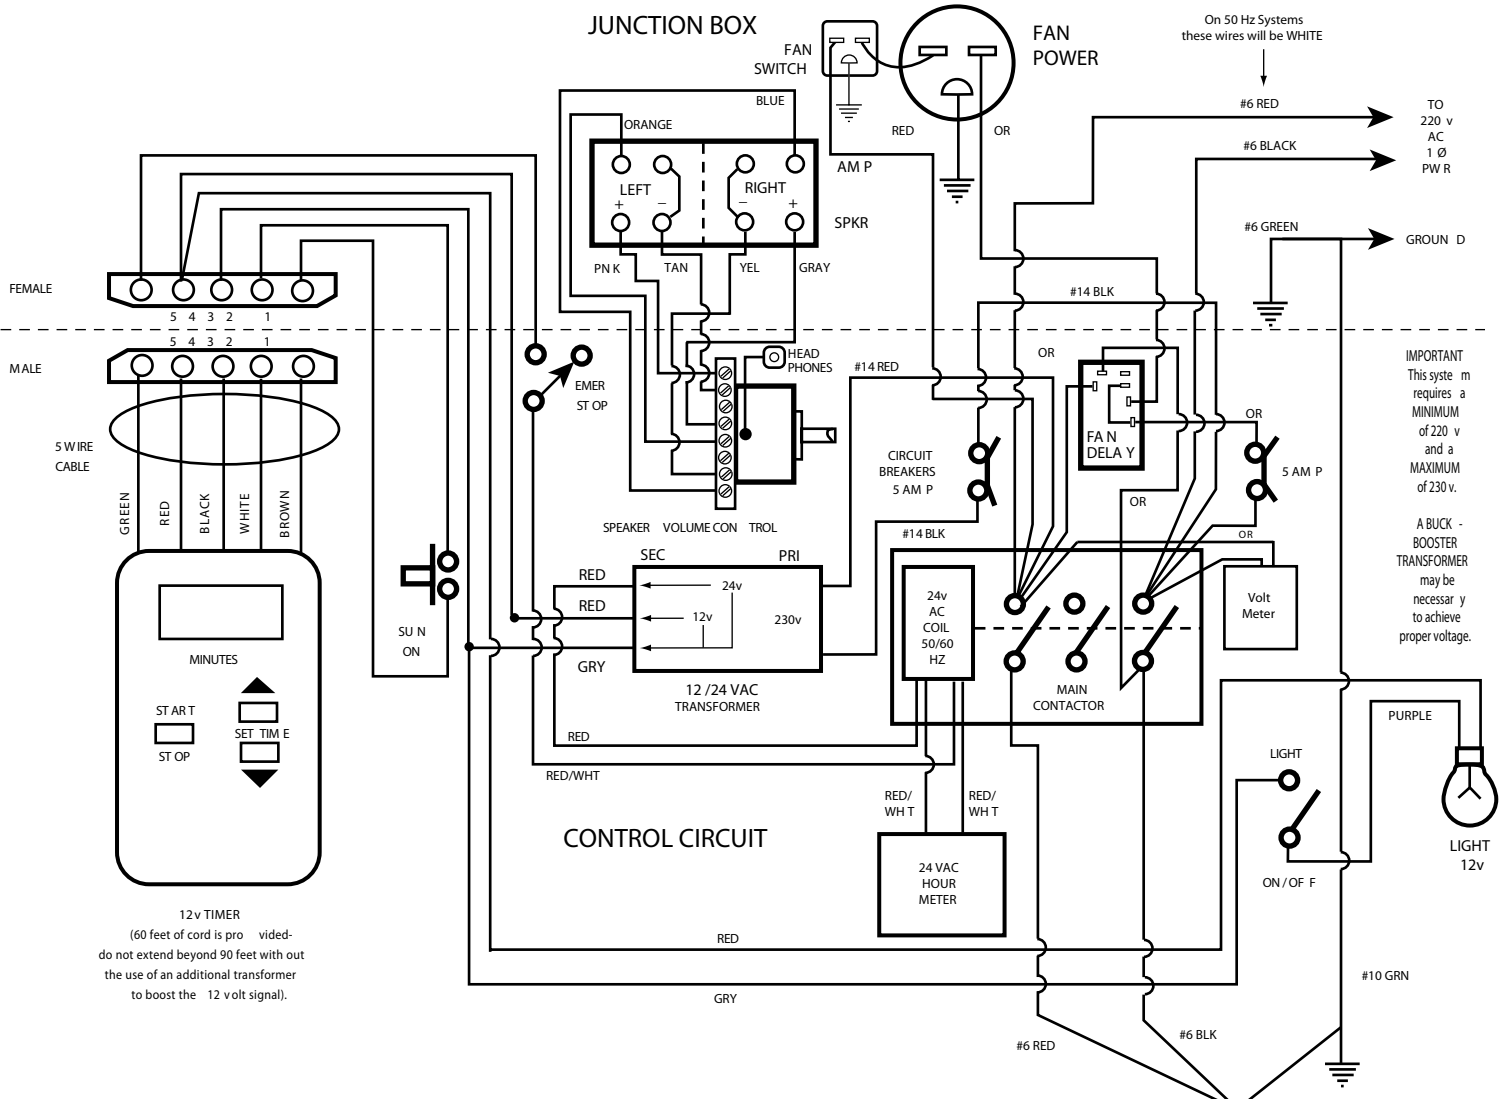 JUNCTION BOX
FAN
SWITCH
FAN
POWER
On 50 Hz Systems
these wires will be WHITE
BLUE
ORANGE
RED
OR
#6 RED
TO
220 v
AC
1 Ø
PW R
#6 BLACK
AM P
LEFT
RIGHT
+
−
−
+
SPKR
#6 GREEN
GROUN D
PN K
TAN
YEL
GRAY
FEMALE
5 4 3 2 1
#14 BLK
5 4 3 2 1
MALE
HEAD
PHONES
OR
#14 RED
EMER
ST OP
IMPORTANT
This syste m
requires a
MINIMUM
of 220 v
and a
MAXIMUM
of 230 v.
A BUCK -
BOOSTER
TRANSFORMER
may be
necessar y
to achieve
proper voltage.
OR
FA N
DELA Y
5 WIRE
CABLE
CIRCUIT
BREAKERS
5 AM P
5 AM P
OR
GREEN
RED
BLACK
WHITE
BROWN
SPEAKER VOLUME CON TROL
#14 BLK
OR
SEC
PRI
RED
24v
RED
12v
230v
GRY
24v
AC
COIL
50/60
HZ
Volt
Meter
SU N
ON
MINUTES
12 /24 VAC
TRANSFORMER
MAIN
CONTACTOR
ST AR T
ST OP
SET TIM E
RED
RED/WHT
PURPLE
LIGHT
RED/
WH T
RED/
WH T
CONTROL CIRCUIT
LIGHT
12v
24 VAC
HOUR
METER
ON / OF F
12v TIMER
(60 feet of cord is pro vided-
do not extend beyond 90 feet with out
the use of an additional transformer
to boost the 12 v olt signal).
RED
GRY
#10 GRN
#6 RED
#6 BLK